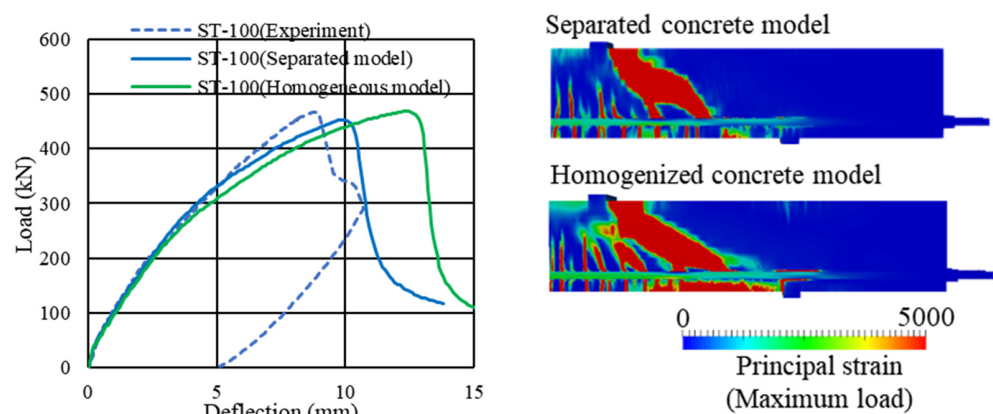 ST-100(Experiment)
ST-100(Separated model)
ST-100(Homogeneous model)
600
500
400
300
200
100
0
Load (kN)
0
5
10
15
Deflection (mm)
Separated concrete model
Homogenized concrete model
0
5000
Principal strain
(Maximum load)